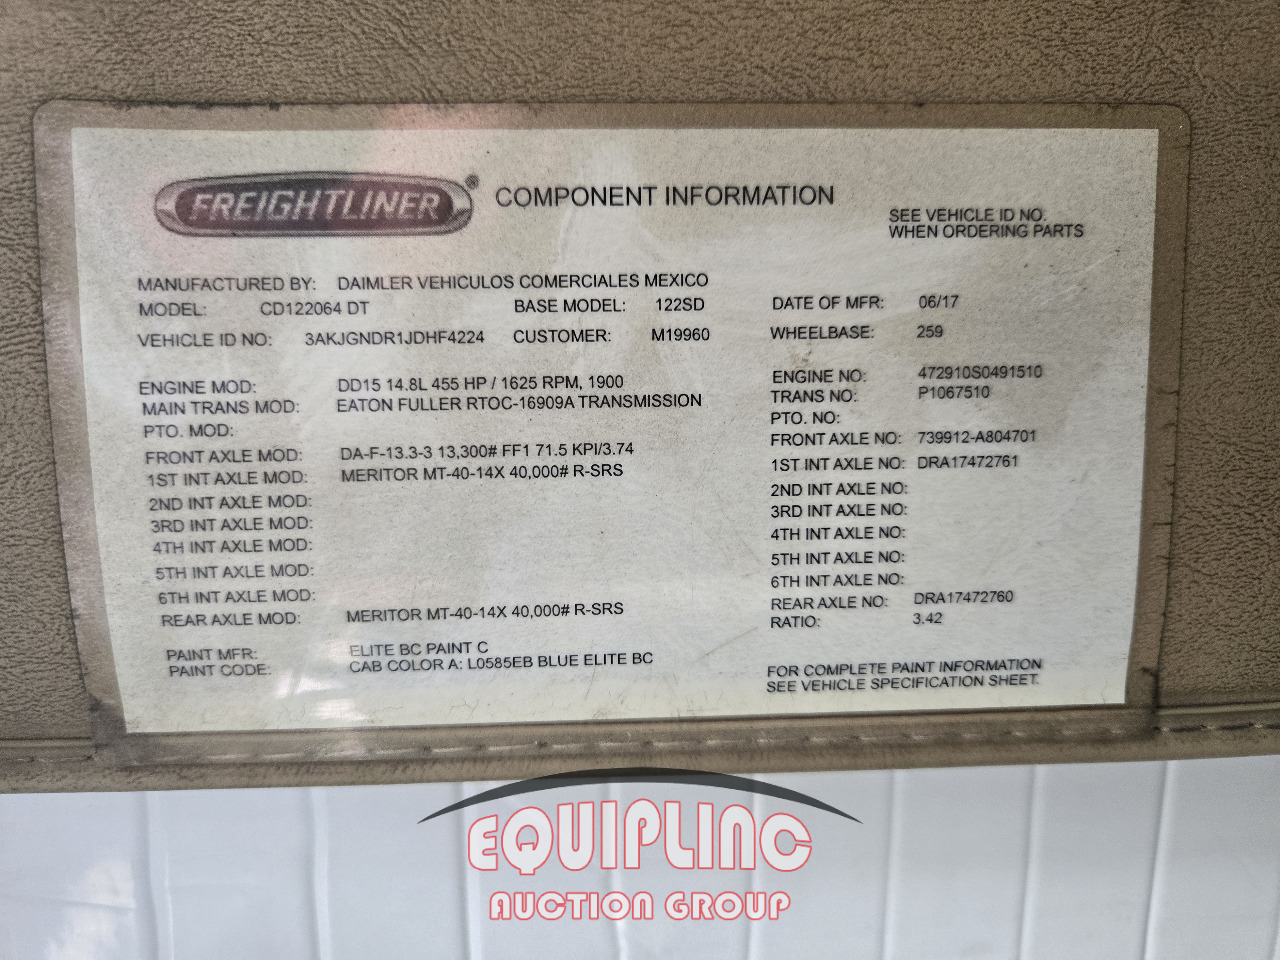 FREIGHTLINER® COMPONENT INFORMATION
SEE VEHICLE ID NO.
WHEN ORDERING PARTS
MANUFACTURED BY: DAIMLER VEHICULOS COMERCIALES MEXICO
MODEL: CD122064 DT BASE MODEL: 122SD DATE OF MFR: 06/17
VEHICLE ID NO: 3AKJGNDR1JDHF4224 CUSTOMER: M19960 WHEELBASE: 259
ENGINE MOD: DD15 14.8L 455 HP / 1625 RPM, 1900 ENGINE NO: 472910S0491510
MAIN TRANS MOD: EATON FULLER RTOC-16909A TRANSMISSION TRANS NO: P1067510
PTO. MOD: PTO. NO:
FRONT AXLE MOD: DA-F-13.3-3 13,300# FF1 71.5 KPI/3.74 FRONT AXLE NO: 739912-A804701
1ST INT AXLE MOD: MERITOR MT-40-14X 40,000# R-SRS 1ST INT AXLE NO: DRA17472761
2ND INT AXLE MOD: 2ND INT AXLE NO:
3RD INT AXLE MOD: 3RD INT AXLE NO:
4TH INT AXLE MOD: 4TH INT AXLE NO:
5TH INT AXLE MOD: 5TH INT AXLE NO:
6TH INT AXLE MOD: 6TH INT AXLE NO:
REAR AXLE MOD: MERITOR MT-40-14X 40,000# R-SRS REAR AXLE NO: DRA17472760
RATIO: 3.42
PAINT MFR: ELITE BC PAINT C
PAINT CODE: CAB COLOR A: L0585EB BLUE ELITE BC
FOR COMPLETE PAINT INFORMATION
SEE VEHICLE SPECIFICATION SHEET.
EQUIPLINC
AUCTION GROUP